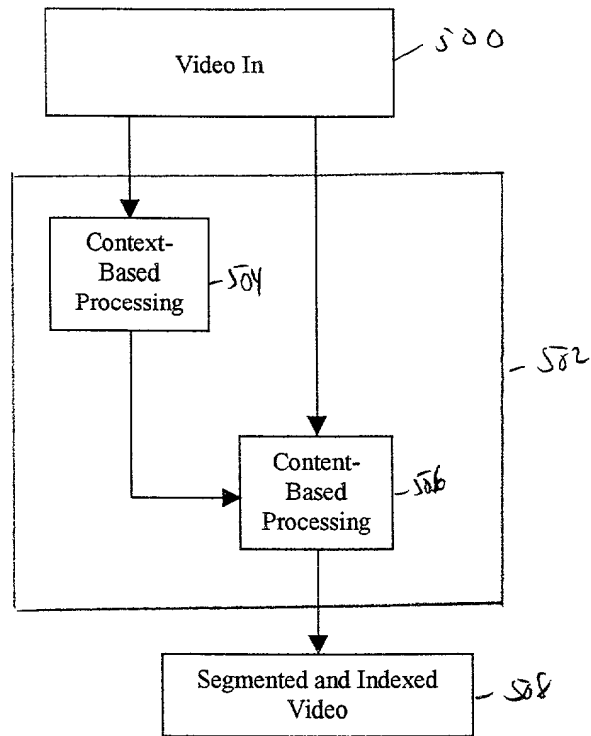 Video In
500
Context-
Based
Processing
504
502
Content-
Based
Processing
506
Segmented and Indexed
Video
508